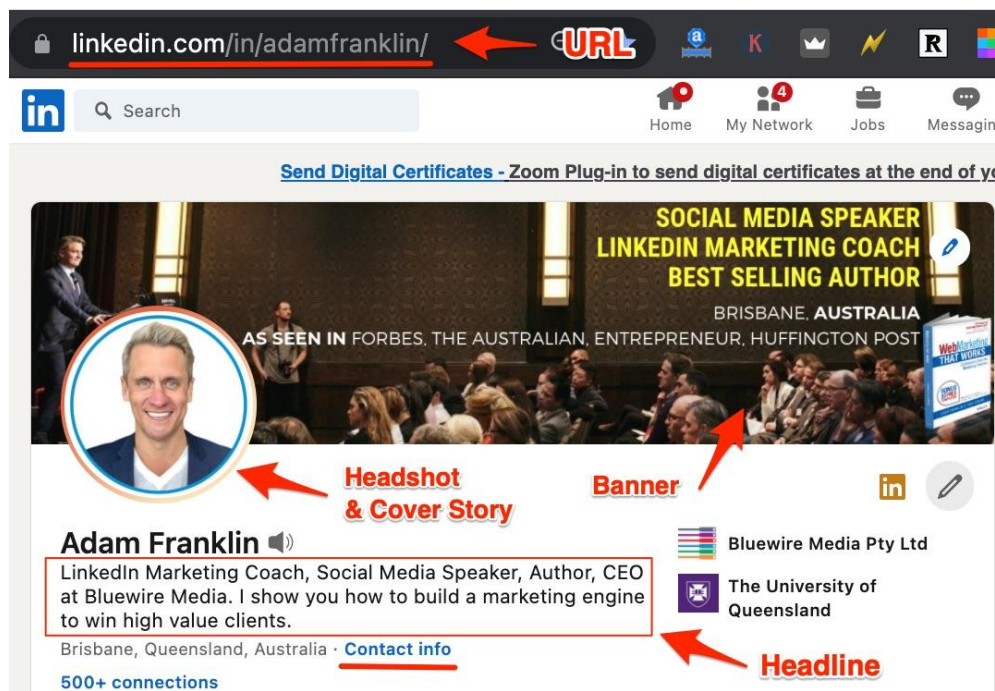 linkedin.com/in/adamfranklin/
URL
a
K
R
in
Search
4
Home
My Network
Jobs
Messagin
Send Digital Certificates - Zoom Plug-in to send digital certificates at the end of
SOCIAL MEDIA SPEAKER
LINKEDIN MARKETING COACH
BEST SELLING AUTHOR
BRISBANE, AUSTRALIA
AS SEEN IN FORBES, THE AUSTRALIAN, ENTREPRENEUR, HUFFINGTON POST
WebMarketing
THAT WORKS
Headshot
& Cover Story
Banner
in
Adam Franklin
LinkedIn Marketing Coach, Social Media Speaker, Author, CEO
at Bluewire Media. I show you how to build a marketing engine
to win high value clients.
Bluewire Media Pty Ltd
The University of
Queensland
Brisbane, Queensland, Australia · Contact info
Headline
500+ connections